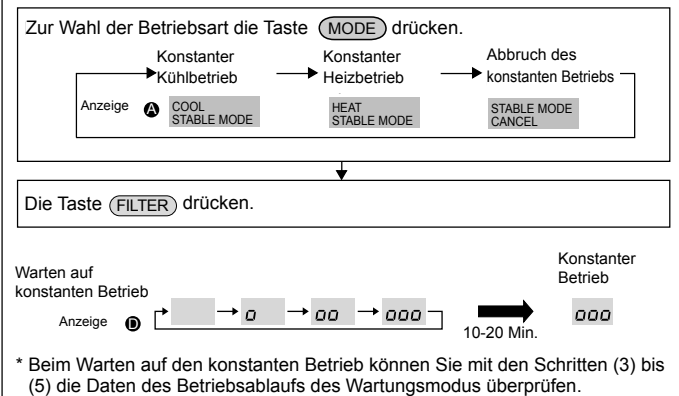 Zur Wahl der Betriebsart die Taste MODE drücken.
Konstanter Kühlbetrieb
Konstanter Heizbetrieb
Abbruch des konstanten Betriebs
Anzeige A
COOL
STABLE MODE
HEAT
STABLE MODE
STABLE MODE
CANCEL
Die Taste FILTER drücken.
Warten auf
konstanten Betrieb
Anzeige D
o
oo
ooo
10-20 Min.
Konstanter
Betrieb
ooo
* Beim Warten auf den konstanten Betrieb können Sie mit den Schritten (3) bis
(5) die Daten des Betriebsablaufs des Wartungsmodus überprüfen.